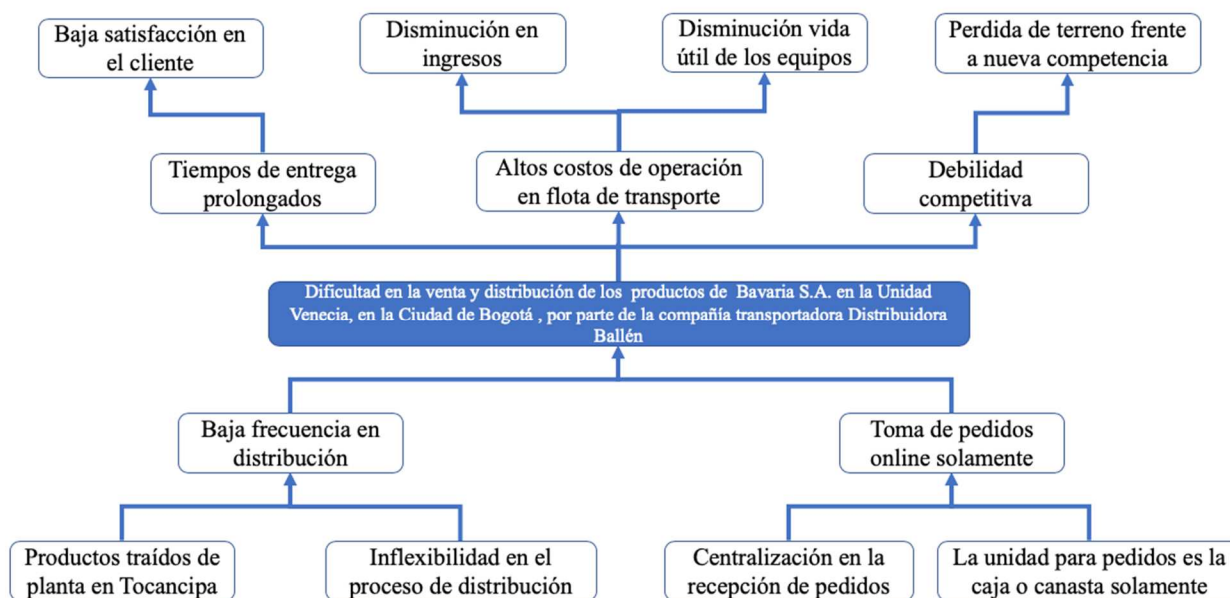 Baja satisfacción en
el cliente
Disminución en
ingresos
Disminución vida
útil de los equipos
Perdida de terreno frente
a nueva competencia
Tiempos de entrega
prolongados
Altos costos de operación
en flota de transporte
Debilidad
competitiva
Dificultad en la venta y distribución de los productos de Bavaria S.A. en la Unidad
Venecia, en la Ciudad de Bogotá , por parte de la compañía transportadora Distribuidora
Ballén
Baja frecuencia en
distribución
Toma de pedidos
online solamente
Productos traídos de
planta en Tocancipa
Inflexibilidad en el
proceso de distribución
Centralización en la
recepción de pedidos
La unidad para pedidos es la
caja o canasta solamente